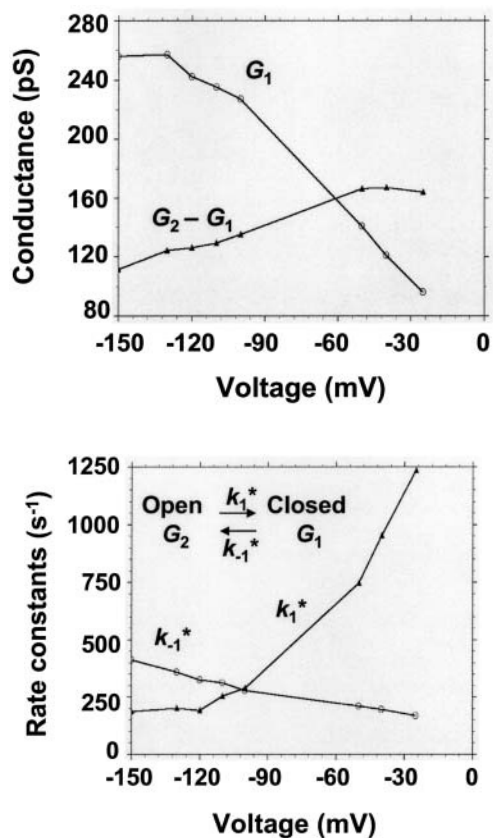 280
240
200
160
120
80
Conductance (pS)
G₁
G₂ – G₁
-150 -120 -90 -60 -30 0
Voltage (mV)
1250
1000
750
500
250
0
Rate constants (s⁻¹)
Open k₁* Closed
G₂ k₋₁* G₁
k₁*
k₋₁*
-150 -120 -90 -60 -30 0
Voltage (mV)